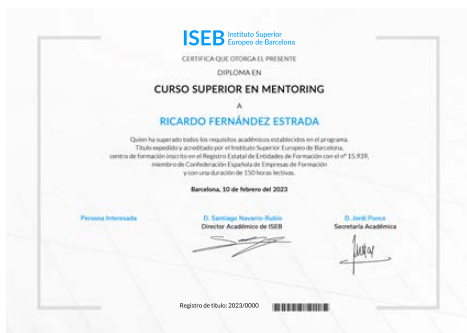 ISEB Instituto Superior
Europeo de Barcelona
CERTIFICA QUE OTORGA EL PRESENTE
DIPLOMA EN
CURSO SUPERIOR EN MENTORING
A
RICARDO FERNÁNDEZ ESTRADA
Quien ha superado todos los requisitos académicos establecidos en el programa.
Título expedido y acreditado por el Instituto Superior Europeo de Barcelona,
centro de formación inscrito en el Registro Estatal de Entidades de Formación con el nº 15.939,
miembro de Confederación Española de Empresas de Formación
y con una duración de 150 horas lectivas.
Barcelona, 10 de febrero del 2023
Persona Interesada
D. Santiago Navarro-Rubio
Director Académico de ISEB
D. Jordi Ponce
Secretaría Académica
Registro de título: 2023/0000